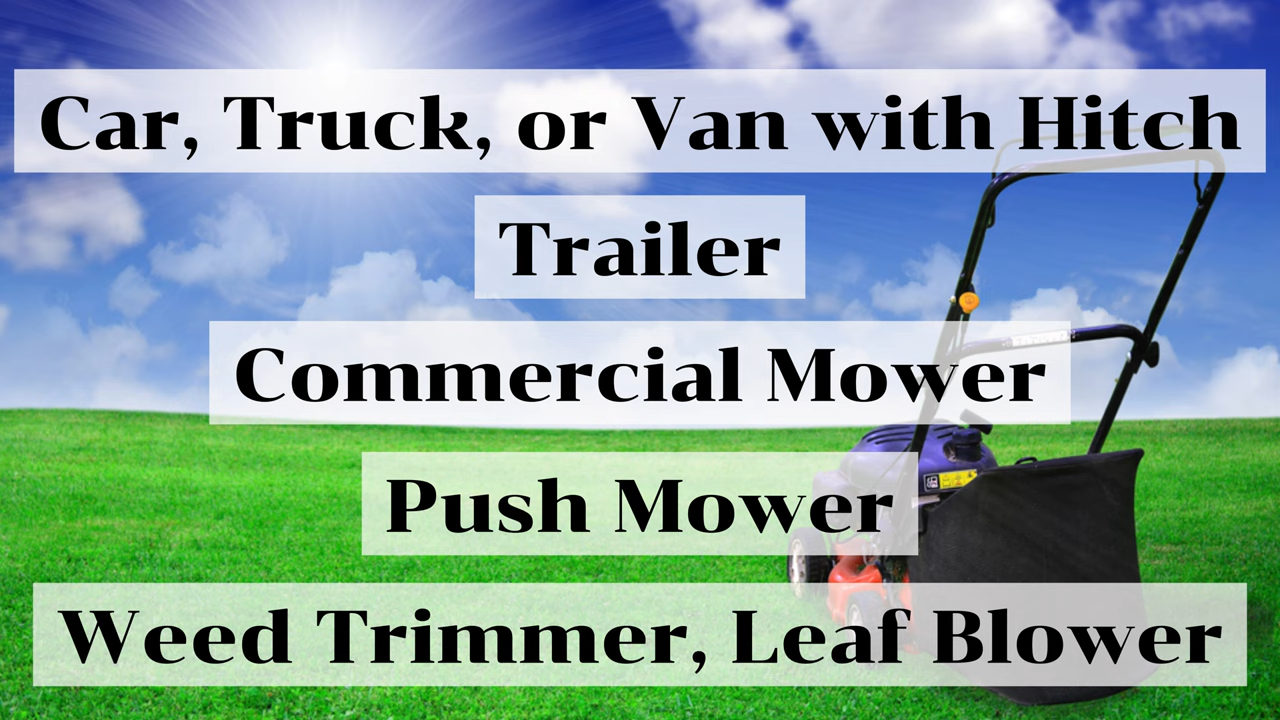 Car, Truck, or Van with Hitch
Trailer
Commercial Mower
Push Mower
Weed Trimmer, Leaf Blower